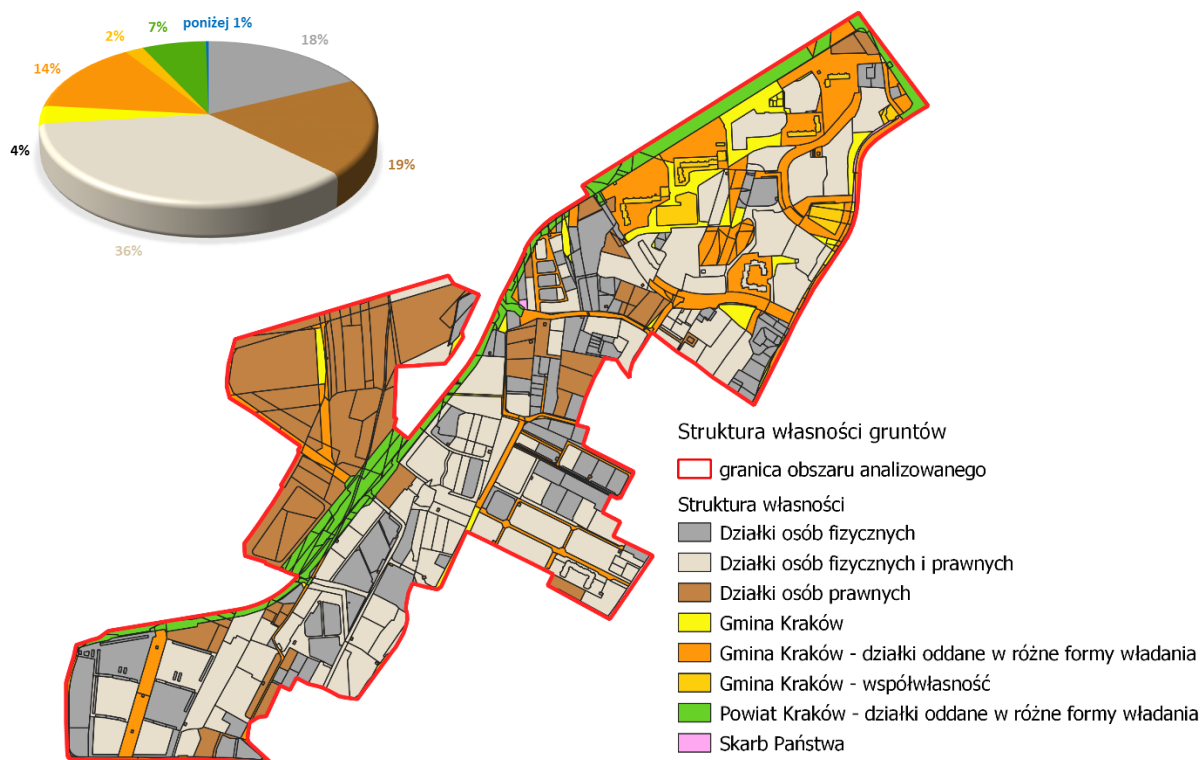 poniżej 1%
7%
2%
18%
14%
4%
19%
36%
Struktura własności gruntów
granica obszaru analizowanego
Struktura własności
Działki osób fizycznych
Działki osób fizycznych i prawnych
Działki osób prawnych
Gmina Kraków
Gmina Kraków - działki oddane w różne formy władania
Gmina Kraków - współwłasność
Powiat Kraków - działki oddane w różne formy władania
Skarb Państwa